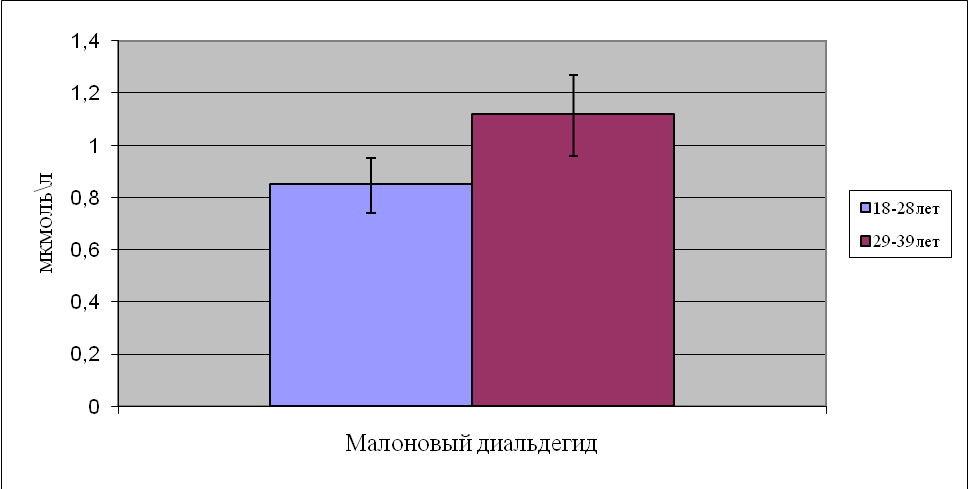 1,4
1,2
1
0,8
0,6
0,4
0,2
0
мкмоль\л
Малоновый диальдегид
18-28лет
29-39лет